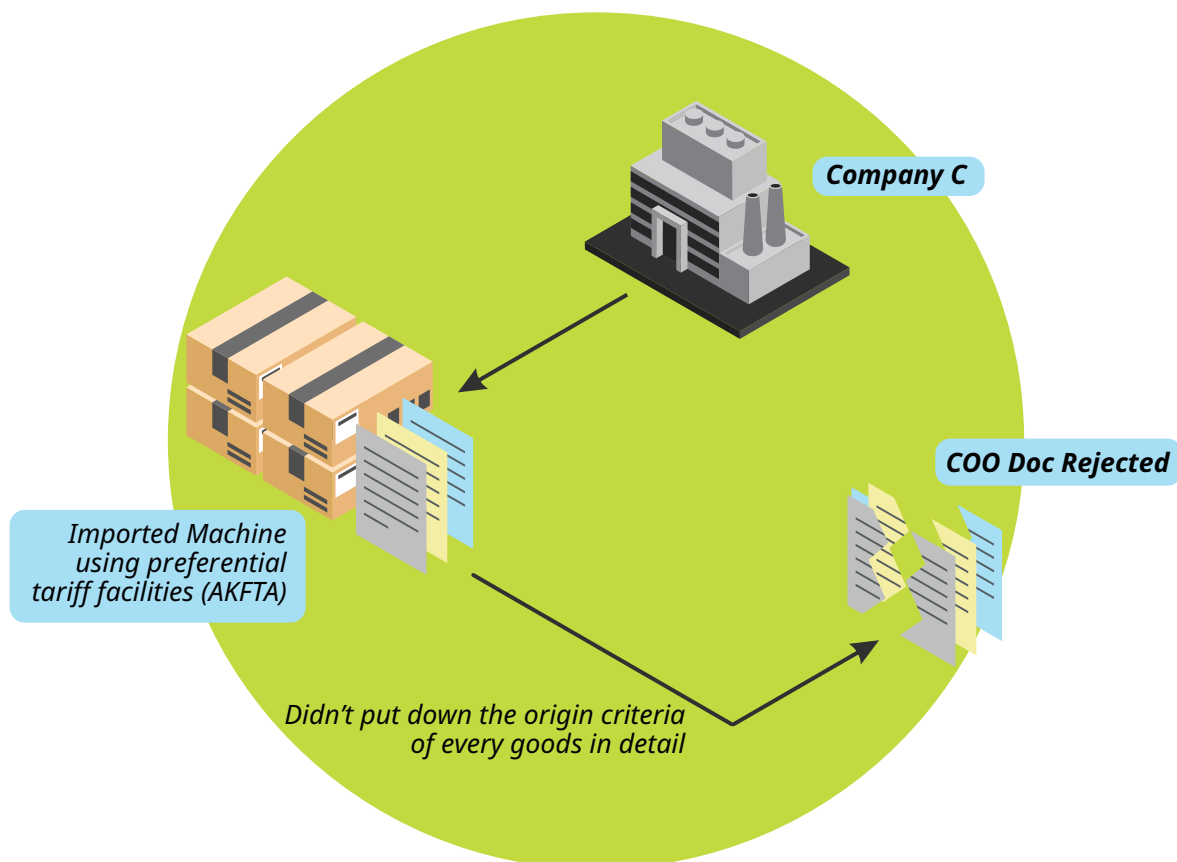 Company C
COO Doc Rejected
Imported Machine
using preferential
tariff facilities (AKFTA)
Didn’t put down the origin criteria
of every goods in detail